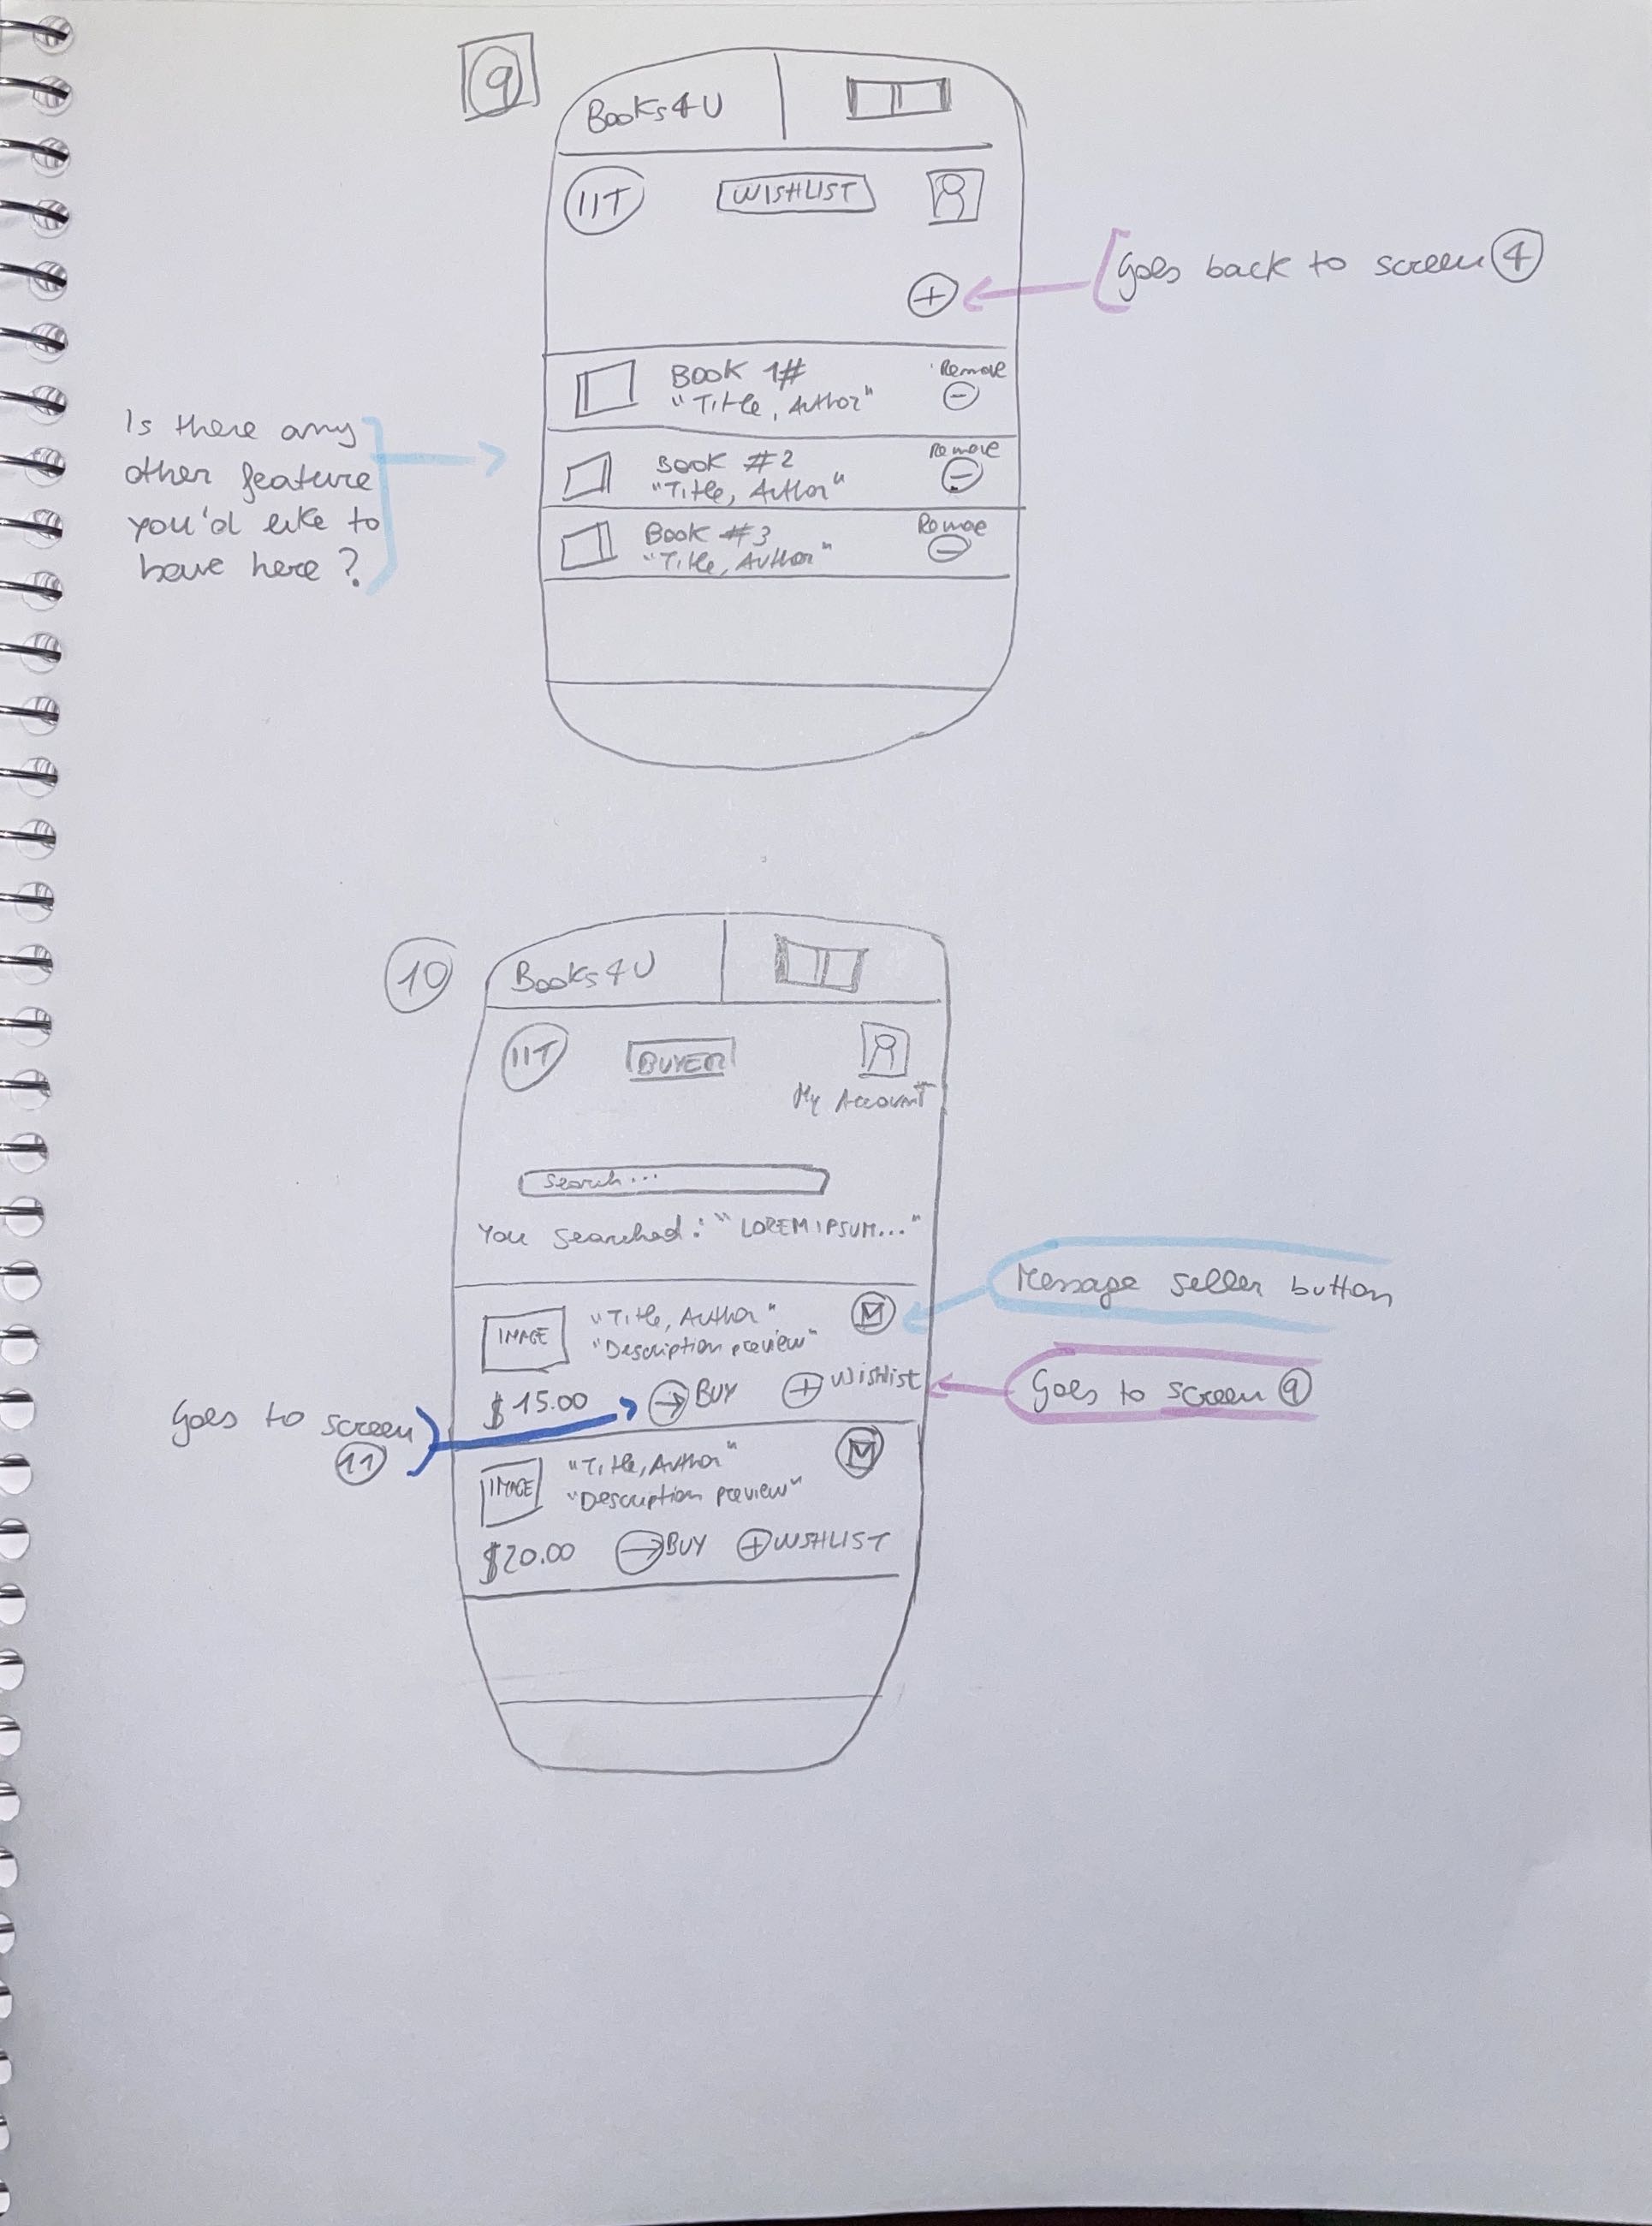 9
Books4U
IIT
WISHLIST
+
Goes back to screen 4
Book 1#
"Title, Author"
Remove
Is there any
other feature
you'd like to
have here?
Book #2
"Title, Author"
Remove
Book #3
"Title, Author"
Remove
10
Books4U
IIT
BUYER
My Account
Search...
You searched: "LOREM IPSUM..."
Message seller button
IMAGE
"Title, Author"
"Description preview"
$15.00
BUY
+ Wishlist
Goes to screen 9
Goes to screen
11
IMAGE
"Title, Author"
"Description preview"
$20.00
BUY
+ WISHLIST